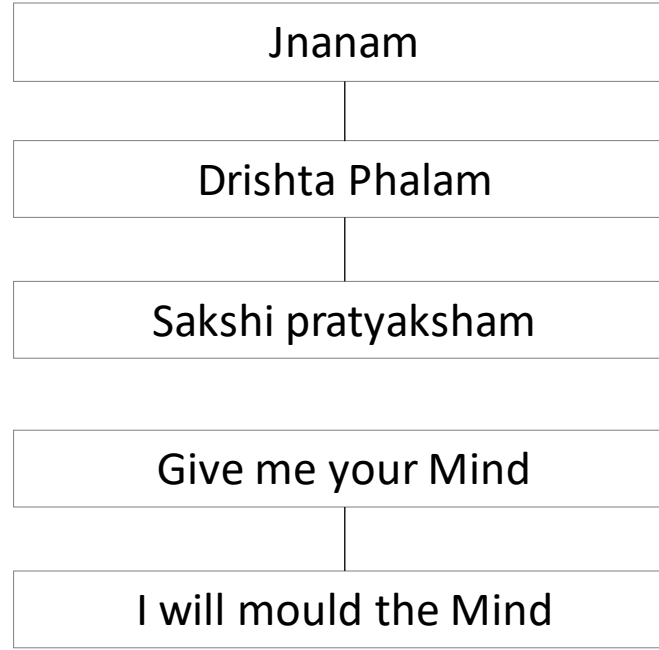 Jnanam
Drishta Phalam
Sakshi pratyaksham
Give me your Mind
I will mould the Mind